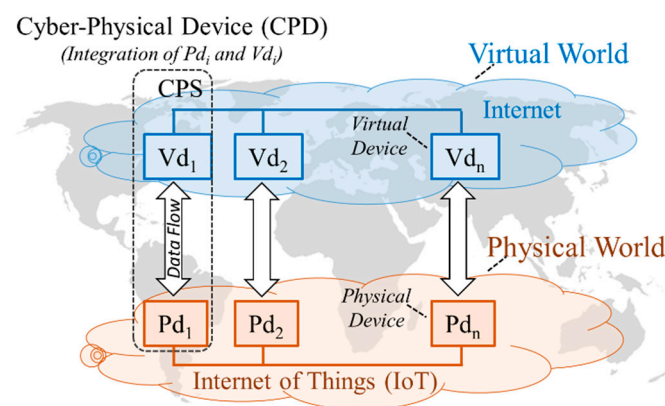 Cyber-Physical Device (CPD)
(Integration of Pdᵢ and Vdᵢ)
Virtual World
CPS
Internet
Virtual
Device
Vd₁
Vd₂
Vdₙ
Data Flow
Physical World
Physical
Device
Pd₁
Pd₂
Pdₙ
Internet of Things (IoT)